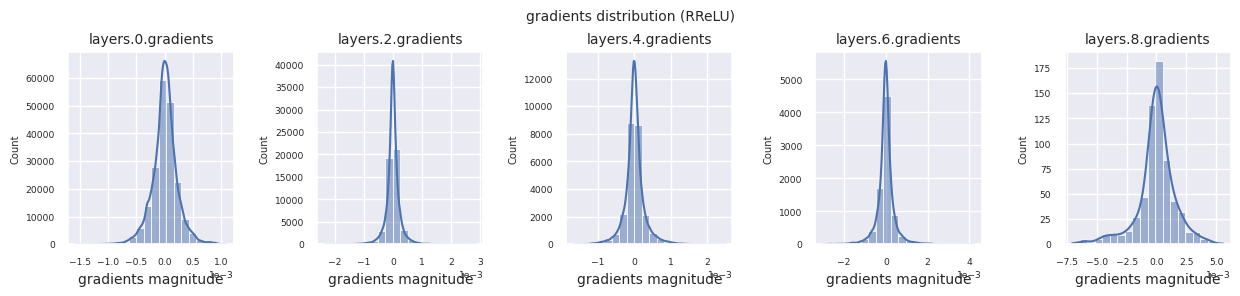 gradients distribution (RReLU)
layers.0.gradients
60000
50000
40000
30000
20000
10000
0
Count
−1.5 −1.0 −0.5 0.0 0.5 1.0
1e−3
gradients magnitude
layers.2.gradients
40000
35000
30000
25000
20000
15000
10000
5000
0
Count
−2 −1 0 1 2 3
1e−3
gradients magnitude
layers.4.gradients
12000
10000
8000
6000
4000
2000
0
Count
−1 0 1 2
1e−3
gradients magnitude
layers.6.gradients
5000
4000
3000
2000
1000
0
Count
−2 0 2 4
1e−3
gradients magnitude
layers.8.gradients
175
150
125
100
75
50
25
0
Count
−7.5 −5.0 −2.5 0.0 2.5 5.0
1e−3
gradients magnitude